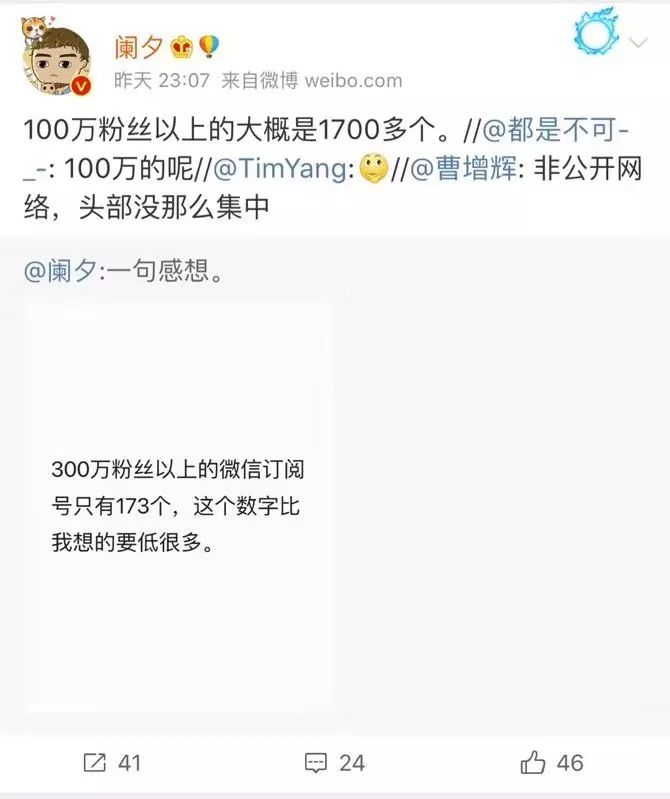 阑夕
昨天 23:07 来自微博 weibo.com
100万粉丝以上的大概是1700多个。//@都是不可-
_-: 100万的呢//@TimYang:🤔//@曹增辉: 非公开网
络，头部没那么集中
@阑夕:一句感想。
300万粉丝以上的微信订阅
号只有173个，这个数字比
我想的要低很多。
41 24 46